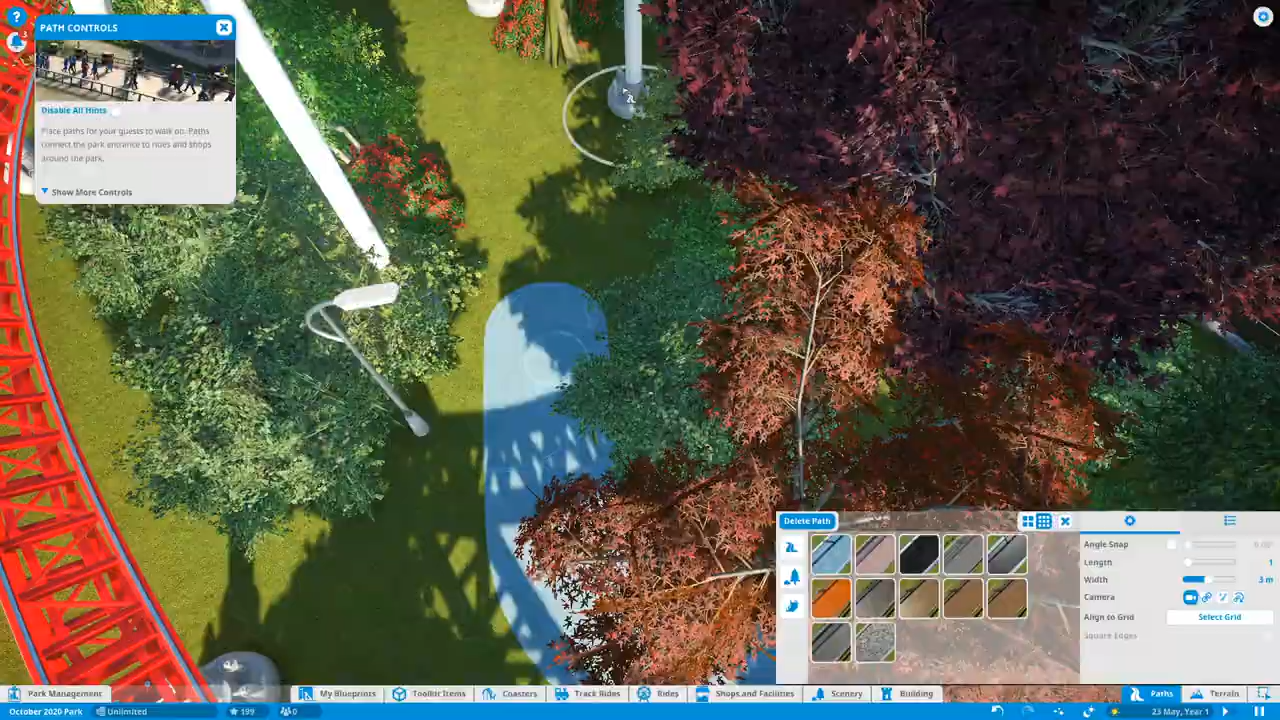 PATH CONTROLS
3
Disable All Hints
Place paths for your guests to walk on. Paths
connect the park entrance to rides and shops
around the park.
Show More Controls
Delete Path
Angle Snap
Length 1
Width 3 m
Camera
Align to Grid Select Grid
Square Edges
Park Management My Blueprints Toolkit Items Coasters Track Rides Rides Shops and Facilities Scenery Building Paths Terrain
October 2020 Park Unlimited 199 0 23 May, Year 1